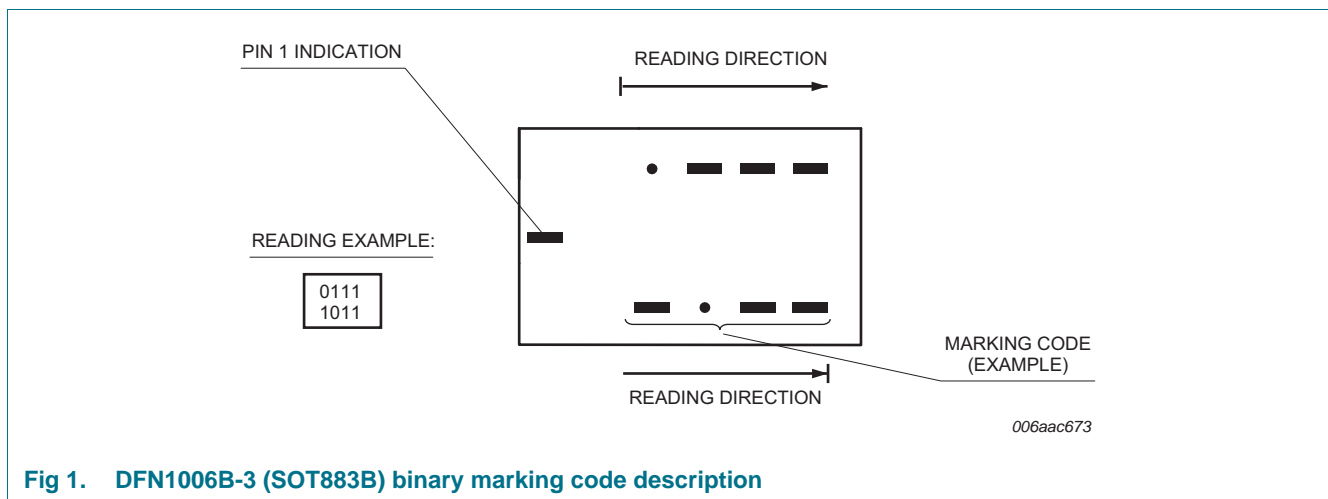 PIN 1 INDICATION
READING DIRECTION
READING EXAMPLE:
0111
1011
MARKING CODE
(EXAMPLE)
READING DIRECTION
006aac673
Fig 1. DFN1006B-3 (SOT883B) binary marking code description